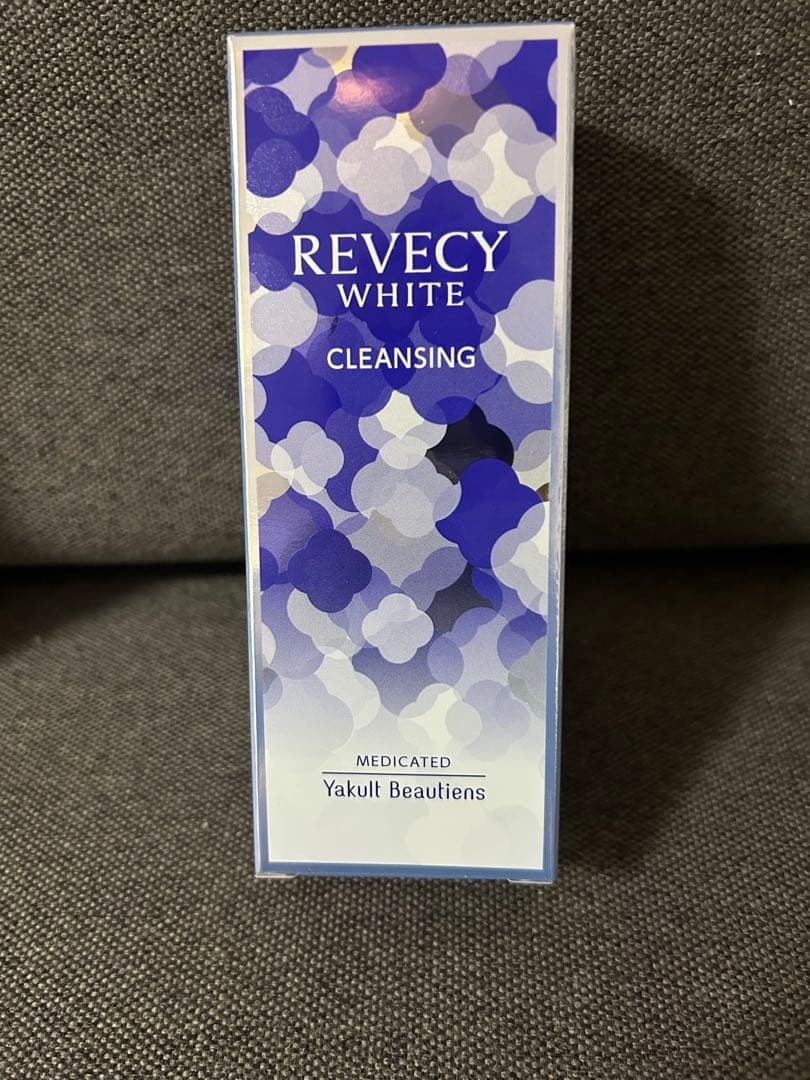 REVECY
WHITE
CLEANSING
MEDICATED
Yakult Beautiens